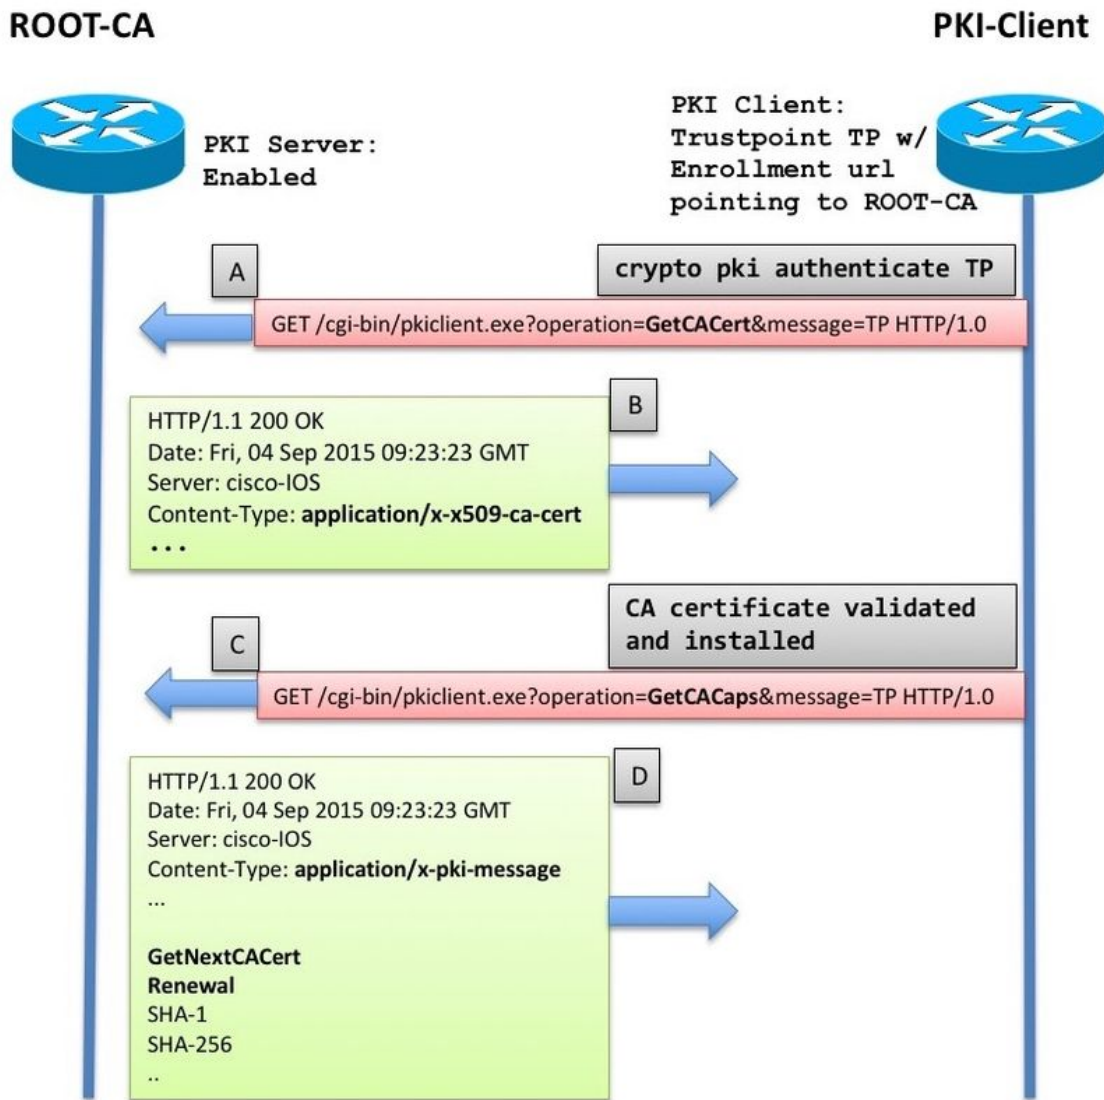 ROOT-CA
PKI-Client
PKI Server:
Enabled
PKI Client:
Trustpoint TP w/
Enrollment url
pointing to ROOT-CA
A
crypto pki authenticate TP
GET /cgi-bin/pkiclient.exe?operation=GetCACert&message=TP HTTP/1.0
B
HTTP/1.1 200 OK
Date: Fri, 04 Sep 2015 09:23:23 GMT
Server: cisco-IOS
Content-Type: application/x-x509-ca-cert
...
CA certificate validated
and installed
C
GET /cgi-bin/pkiclient.exe?operation=GetCACaps&message=TP HTTP/1.0
D
HTTP/1.1 200 OK
Date: Fri, 04 Sep 2015 09:23:23 GMT
Server: cisco-IOS
Content-Type: application/x-pki-message
...
GetNextCACert
Renewal
SHA-1
SHA-256
..